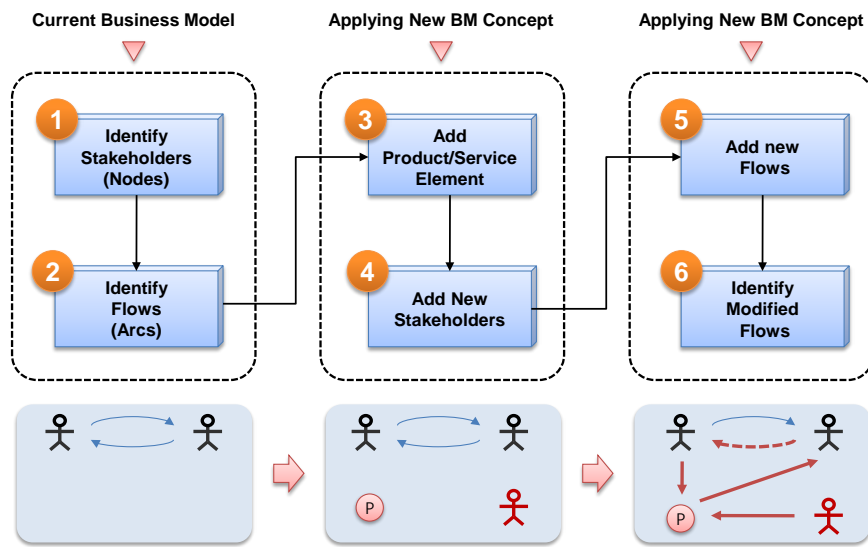 Current Business Model
Applying New BM Concept
Applying New BM Concept
1
Identify
Stakeholders
(Nodes)
2
Identify
Flows
(Arcs)
3
Add
Product/Service
Element
4
Add New
Stakeholders
5
Add new
Flows
6
Identify
Modified
Flows
P
P